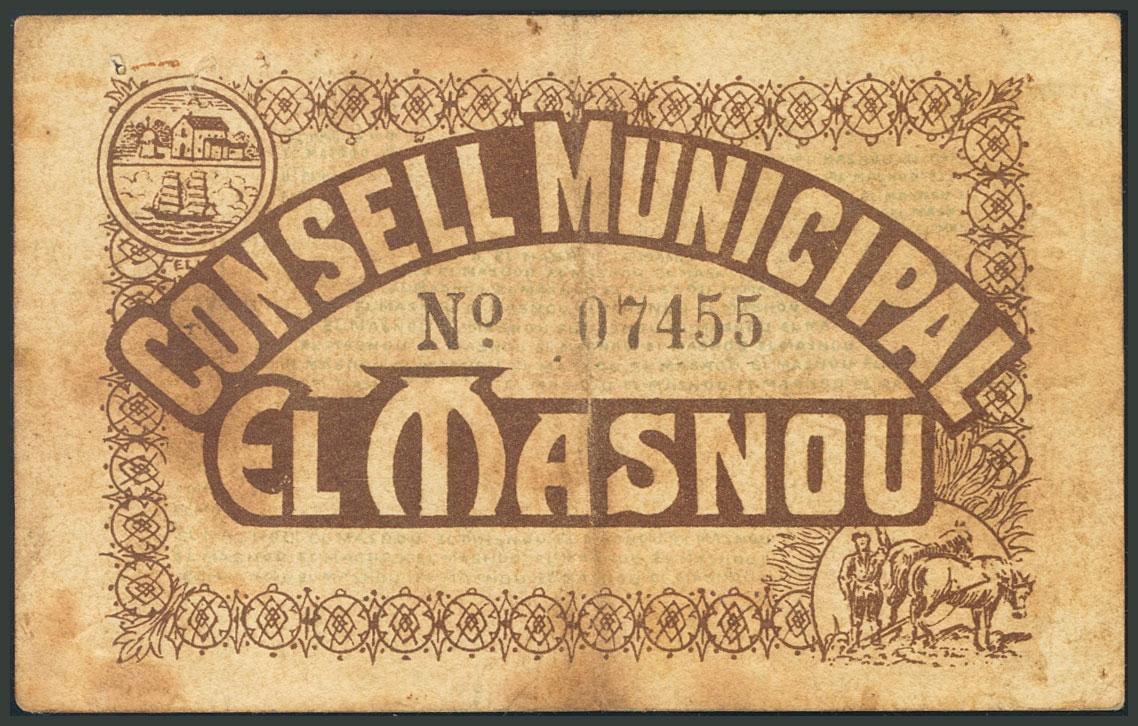 CONSELL MUNICIPAL
Nº 07455
EL MASNOU